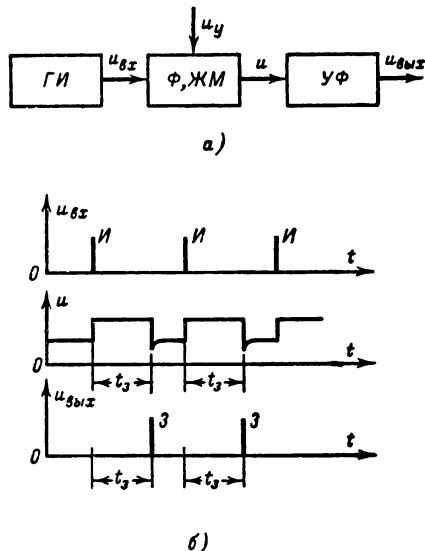 u_у
ГИ u_вх Ф,ЖМ u УФ u_вых
а)
u_вх И И И
0 t
u
0 t
t_з t_з
u_вых З З
0 t
t_з t_з
б)